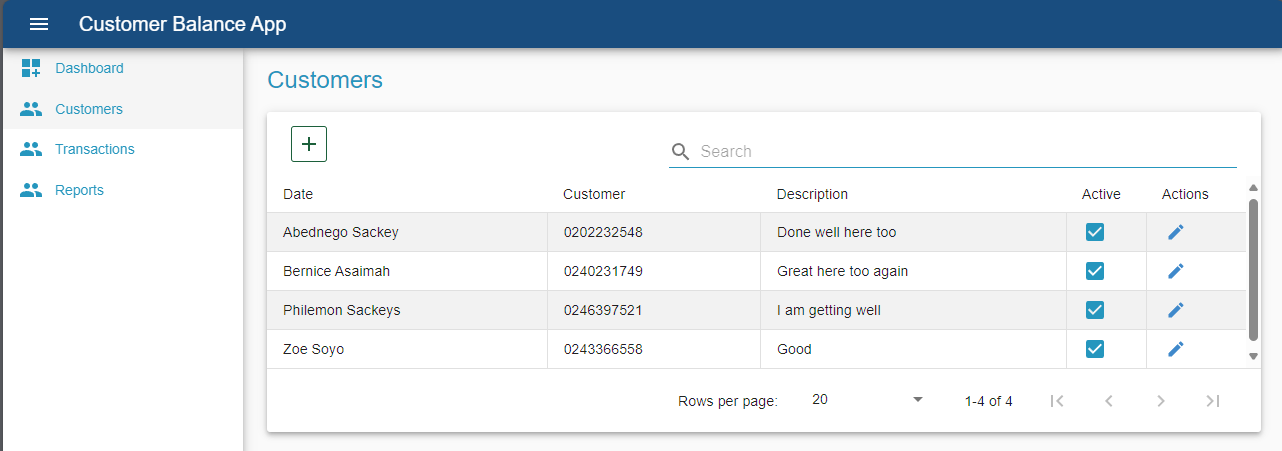 Customer Balance App
Dashboard
Customers
Transactions
Reports
Customers
Search
Date Customer Description Active Actions
Abednego Sackey 0202232548 Done well here too
Bernice Asaimah 0240231749 Great here too again
Philemon Sackeys 0246397521 I am getting well
Zoe Soyo 0243366558 Good
Rows per page: 20 1-4 of 4